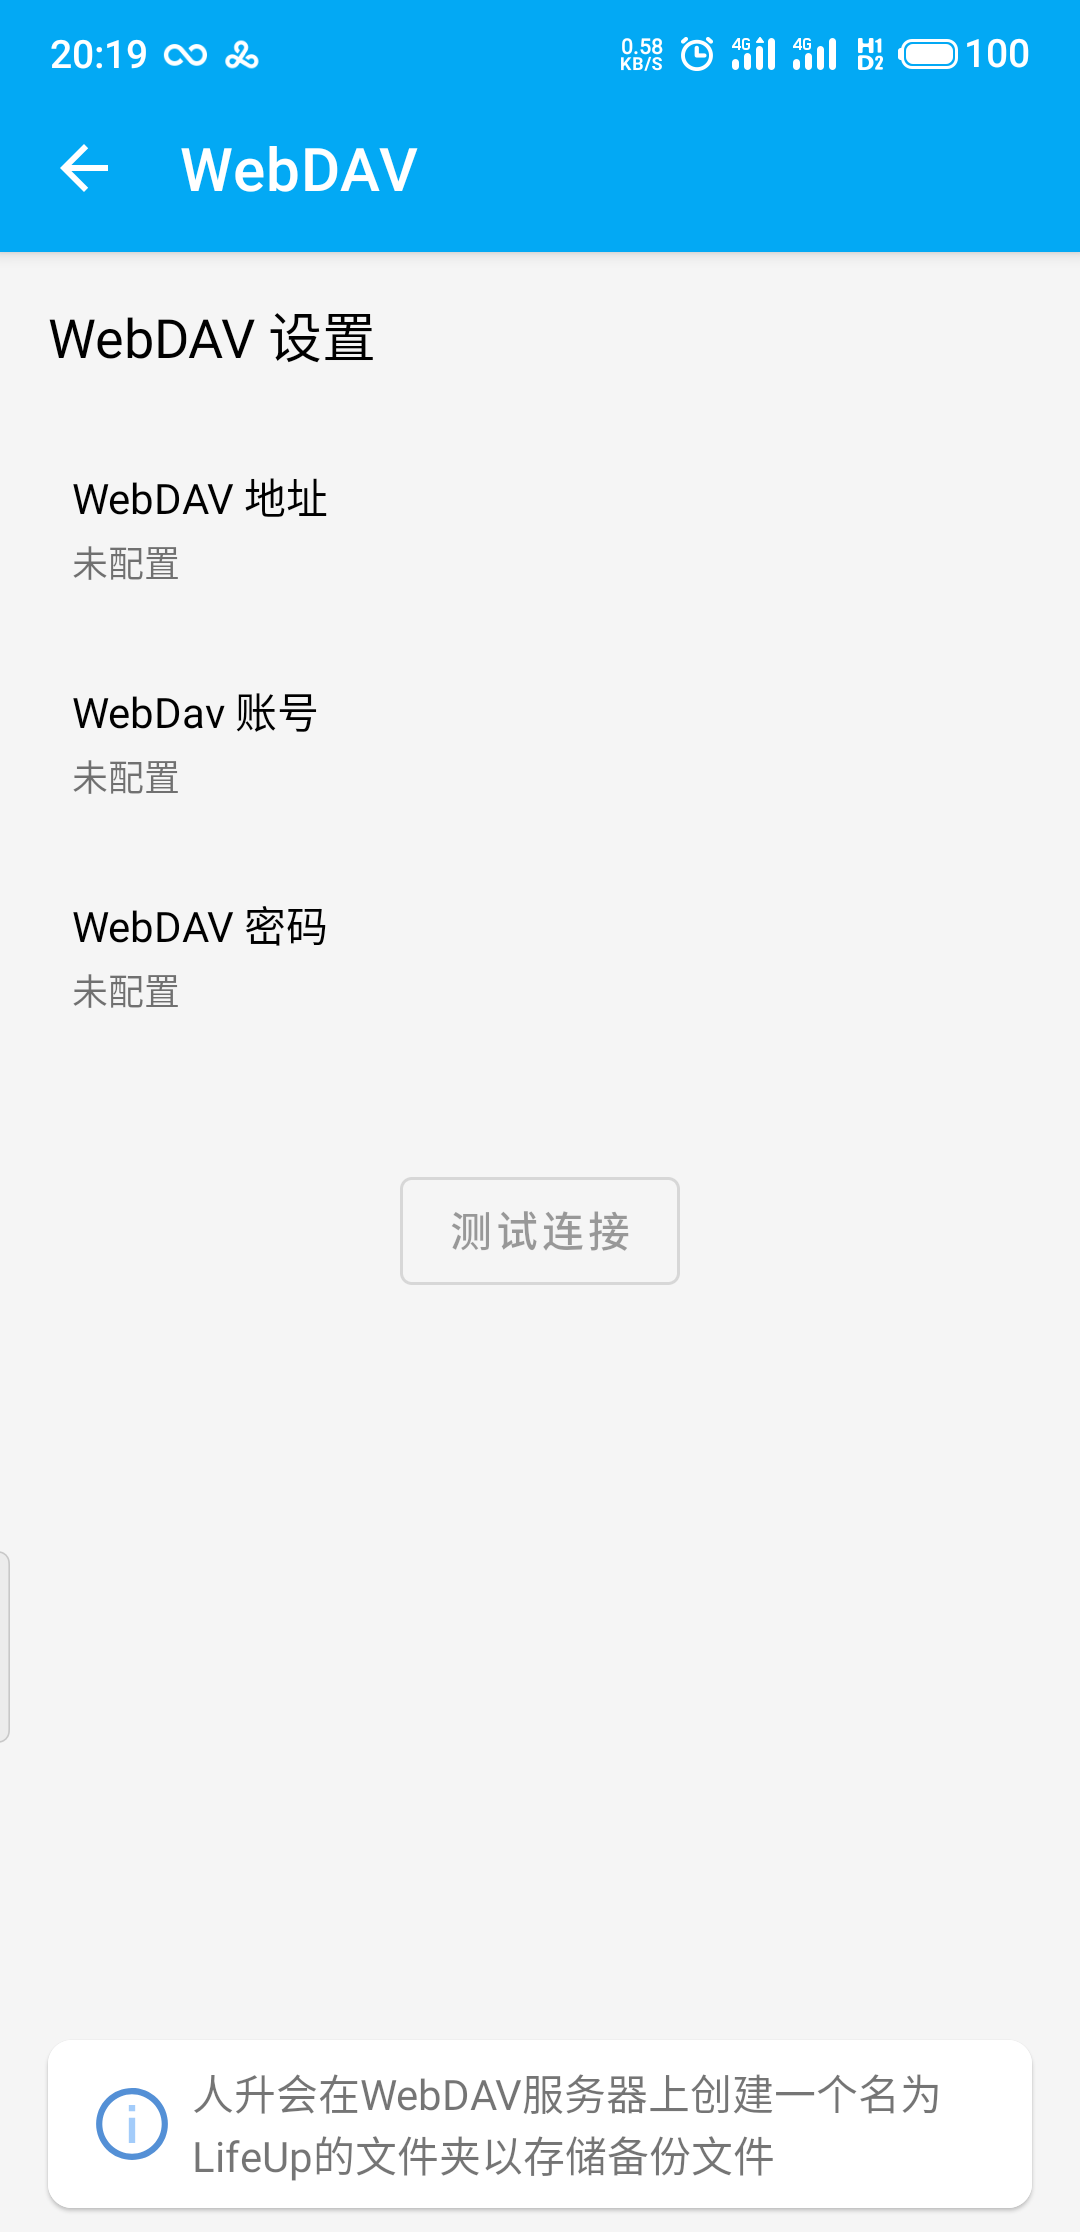 20:19
0.58 KB/S 4G 4G H1 D2 100
WebDAV
WebDAV 设置
WebDAV 地址
未配置
WebDav 账号
未配置
WebDAV 密码
未配置
测试连接
人升会在WebDAV服务器上创建一个名为
LifeUp的文件夹以存储备份文件